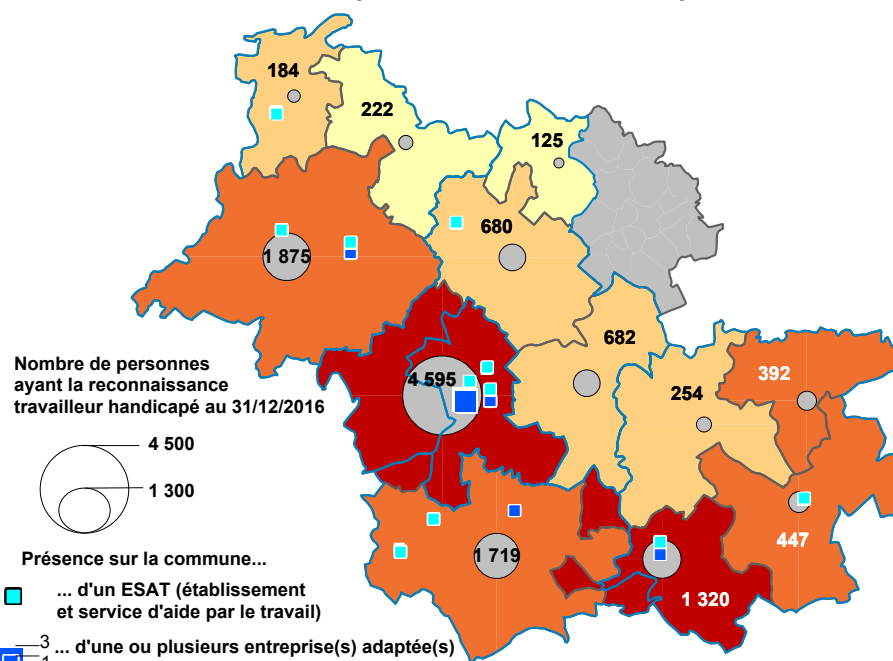 184
222
125
680
1 875
682
4 595
254
392
Nombre de personnes
ayant la reconnaissance
travailleur handicapé au 31/12/2016
4 500
1 300
447
1 719
1 320
Présence sur la commune...
... d'un ESAT (établissement
et service d'aide par le travail)
3
... d'une ou plusieurs entreprise(s) adaptée(s)
1